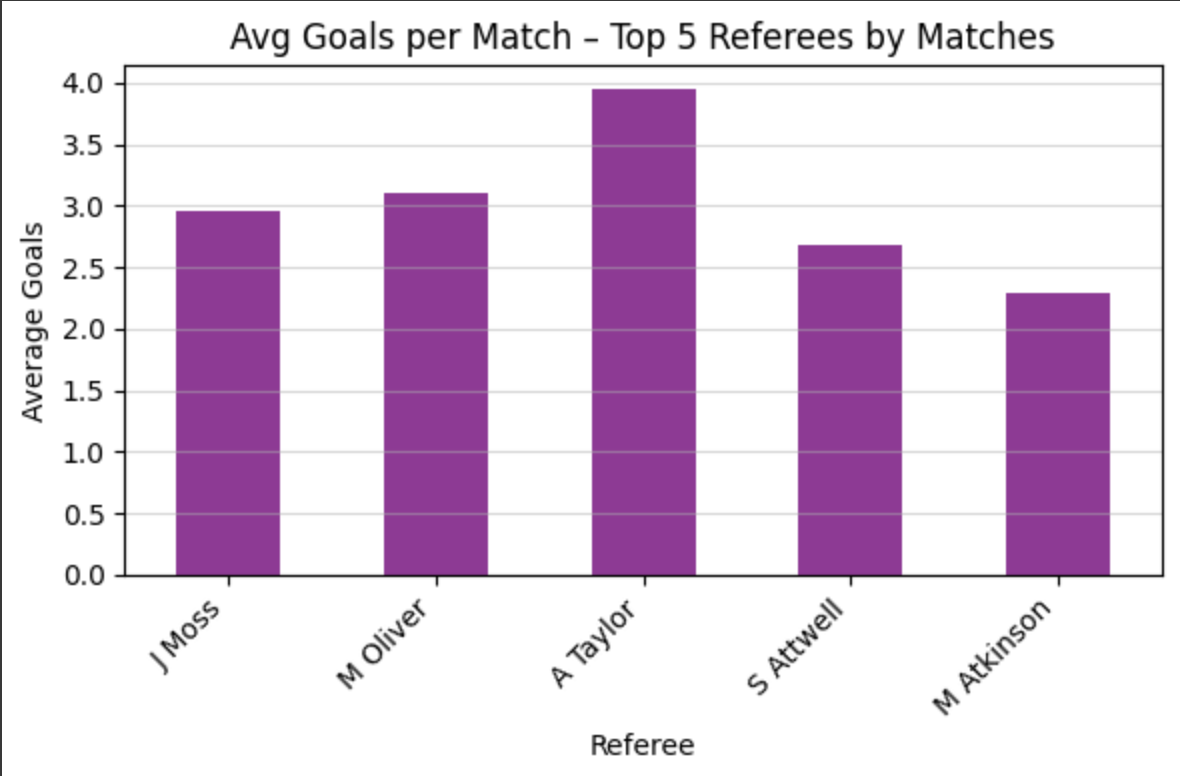 Avg Goals per Match – Top 5 Referees by Matches
Average Goals
4.0
3.5
3.0
2.5
2.0
1.5
1.0
0.5
0.0
J Moss
M Oliver
A Taylor
S Attwell
M Atkinson
Referee